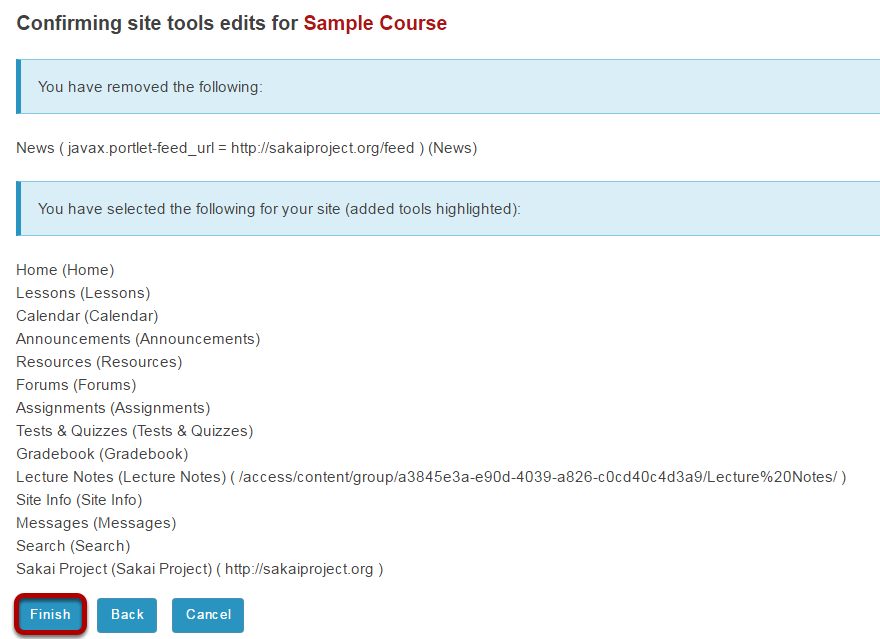 Confirming site tools edits for Sample Course
You have removed the following:
News ( javax.portlet-feed_url = http://sakaiproject.org/feed ) (News)
You have selected the following for your site (added tools highlighted):
Home (Home)
Lessons (Lessons)
Calendar (Calendar)
Announcements (Announcements)
Resources (Resources)
Forums (Forums)
Assignments (Assignments)
Tests & Quizzes (Tests & Quizzes)
Gradebook (Gradebook)
Lecture Notes (Lecture Notes) ( /access/content/group/a3845e3a-e90d-4039-a826-c0cd40c4d3a9/Lecture%20Notes/ )
Site Info (Site Info)
Messages (Messages)
Search (Search)
Sakai Project (Sakai Project) ( http://sakaiproject.org )
Finish Back Cancel